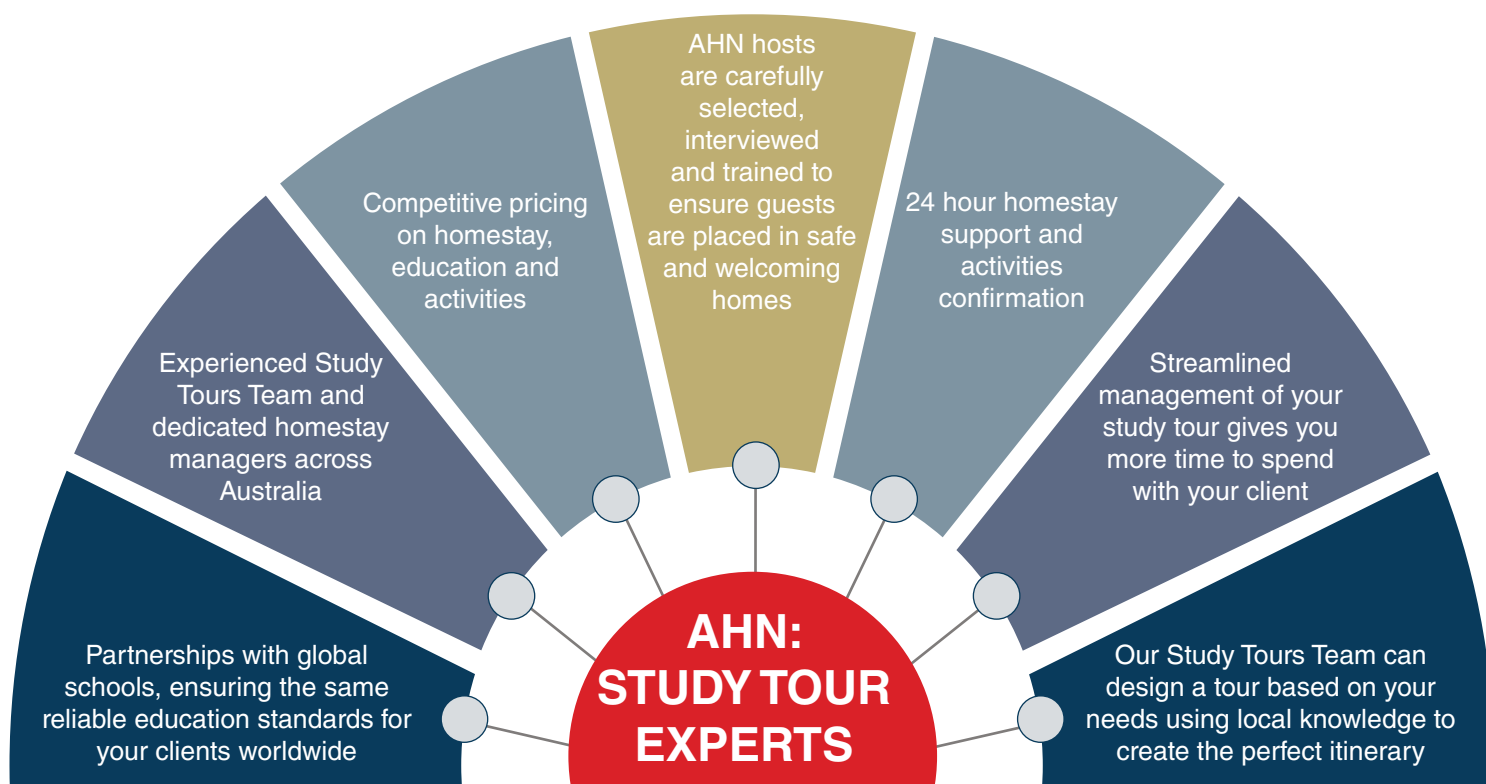 Partnerships with global
schools, ensuring the same
reliable education standards for
your clients worldwide
Experienced Study
Tours Team and
dedicated homestay
managers across
Australia
Competitive pricing
on homestay,
education and
activities
AHN hosts
are carefully
selected,
interviewed
and trained to
ensure guests
are placed in safe
and welcoming
homes
24 hour homestay
support and
activities
confirmation
Streamlined
management of your
study tour gives you
more time to spend
with your client
Our Study Tours Team can
design a tour based on your
needs using local knowledge to
create the perfect itinerary
AHN:
STUDY TOUR
EXPERTS